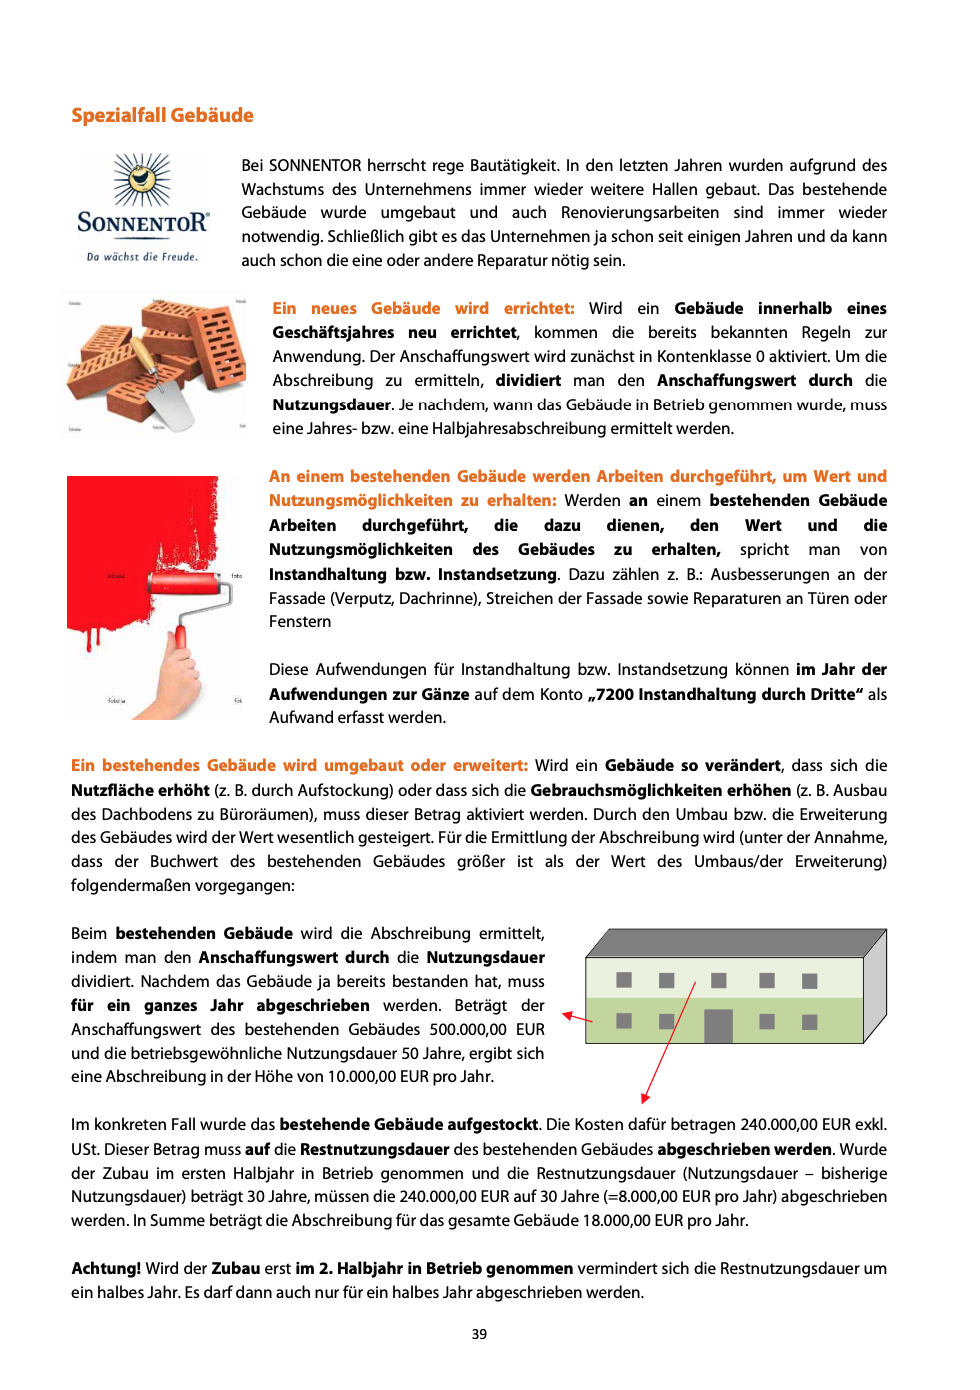 Spezialfall Gebäude
SONNENTOR®
Da wächst die Freude.
Bei SONNENTOR herrscht rege Bautätigkeit. In den letzten Jahren wurden aufgrund des
Wachstums des Unternehmens immer wieder weitere Hallen gebaut. Das bestehende
Gebäude wurde umgebaut und auch Renovierungsarbeiten sind immer wieder
notwendig. Schließlich gibt es das Unternehmen ja schon seit einigen Jahren und da kann
auch schon die eine oder andere Reparatur nötig sein.
Ein neues Gebäude wird errichtet: Wird ein Gebäude innerhalb eines
Geschäftsjahres neu errichtet, kommen die bereits bekannten Regeln zur
Anwendung. Der Anschaffungswert wird zunächst in Kontenklasse 0 aktiviert. Um die
Abschreibung zu ermitteln, dividiert man den Anschaffungswert durch die
Nutzungsdauer. Je nachdem, wann das Gebäude in Betrieb genommen wurde, muss
eine Jahres- bzw. eine Halbjahresabschreibung ermittelt werden.
An einem bestehenden Gebäude werden Arbeiten durchgeführt, um Wert und
Nutzungsmöglichkeiten zu erhalten: Werden an einem bestehenden Gebäude
Arbeiten durchgeführt, die dazu dienen, den Wert und die
Nutzungsmöglichkeiten des Gebäudes zu erhalten, spricht man von
Instandhaltung bzw. Instandsetzung. Dazu zählen z. B.: Ausbesserungen an der
Fassade (Verputz, Dachrinne), Streichen der Fassade sowie Reparaturen an Türen oder
Fenstern
Diese Aufwendungen für Instandhaltung bzw. Instandsetzung können im Jahr der
Aufwendungen zur Gänze auf dem Konto „7200 Instandhaltung durch Dritte“ als
Aufwand erfasst werden.
Ein bestehendes Gebäude wird umgebaut oder erweitert: Wird ein Gebäude so verändert, dass sich die
Nutzfläche erhöht (z. B. durch Aufstockung) oder dass sich die Gebrauchsmöglichkeiten erhöhen (z. B. Ausbau
des Dachbodens zu Büroräumen), muss dieser Betrag aktiviert werden. Durch den Umbau bzw. die Erweiterung
des Gebäudes wird der Wert wesentlich gesteigert. Für die Ermittlung der Abschreibung wird (unter der Annahme,
dass der Buchwert des bestehenden Gebäudes größer ist als der Wert des Umbaus/der Erweiterung)
folgendermaßen vorgegangen:
Beim bestehenden Gebäude wird die Abschreibung ermittelt,
indem man den Anschaffungswert durch die Nutzungsdauer
dividiert. Nachdem das Gebäude ja bereits bestanden hat, muss
für ein ganzes Jahr abgeschrieben werden. Beträgt der
Anschaffungswert des bestehenden Gebäudes 500.000,00 EUR
und die betriebsgewöhnliche Nutzungsdauer 50 Jahre, ergibt sich
eine Abschreibung in der Höhe von 10.000,00 EUR pro Jahr.
Im konkreten Fall wurde das bestehende Gebäude aufgestockt. Die Kosten dafür betragen 240.000,00 EUR exkl.
USt. Dieser Betrag muss auf die Restnutzungsdauer des bestehenden Gebäudes abgeschrieben werden. Wurde
der Zubau im ersten Halbjahr in Betrieb genommen und die Restnutzungsdauer (Nutzungsdauer – bisherige
Nutzungsdauer) beträgt 30 Jahre, müssen die 240.000,00 EUR auf 30 Jahre (=8.000,00 EUR pro Jahr) abgeschrieben
werden. In Summe beträgt die Abschreibung für das gesamte Gebäude 18.000,00 EUR pro Jahr.
Achtung! Wird der Zubau erst im 2. Halbjahr in Betrieb genommen vermindert sich die Restnutzungsdauer um
ein halbes Jahr. Es darf dann auch nur für ein halbes Jahr abgeschrieben werden.
39